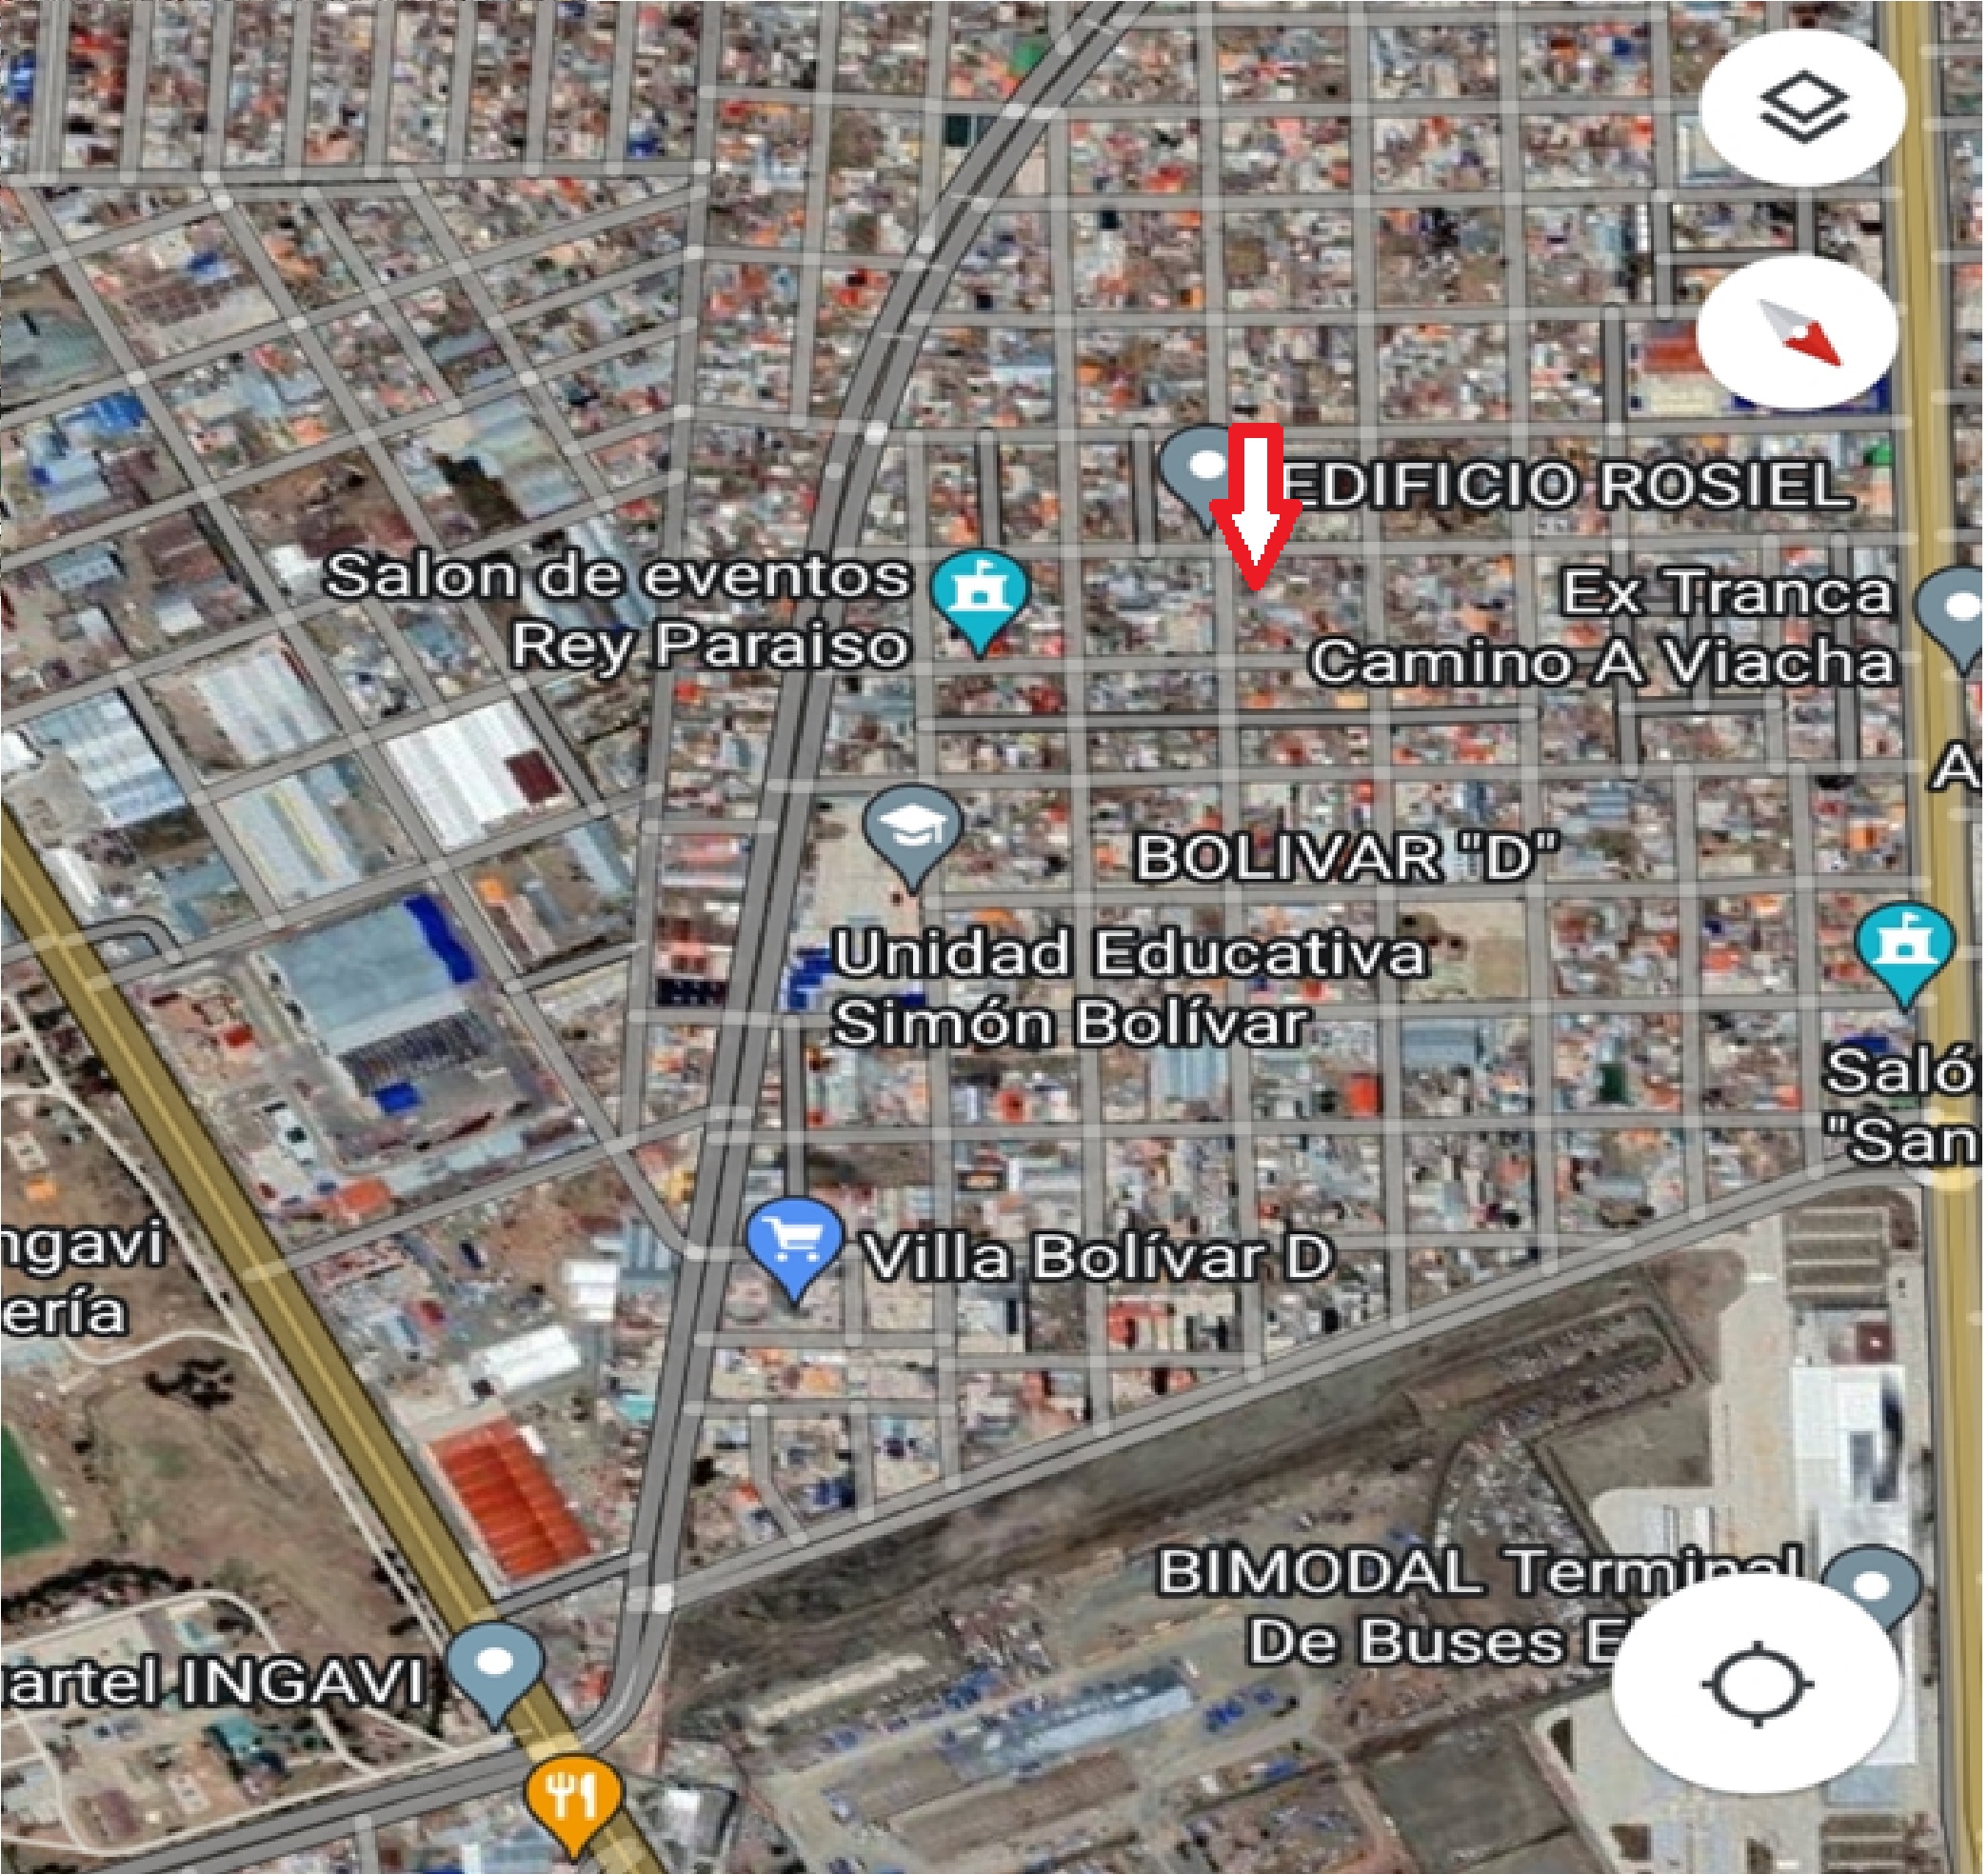 EDIFICIO ROSIEL
Salon de eventos
Rey Paraiso
Ex Tranca
Camino A Viacha
BOLIVAR "D"
Unidad Educativa
Simón Bolívar
Saló
"San
ngavi
ería
Villa Bolívar D
BIMODAL Terminal
De Buses E
artel INGAVI